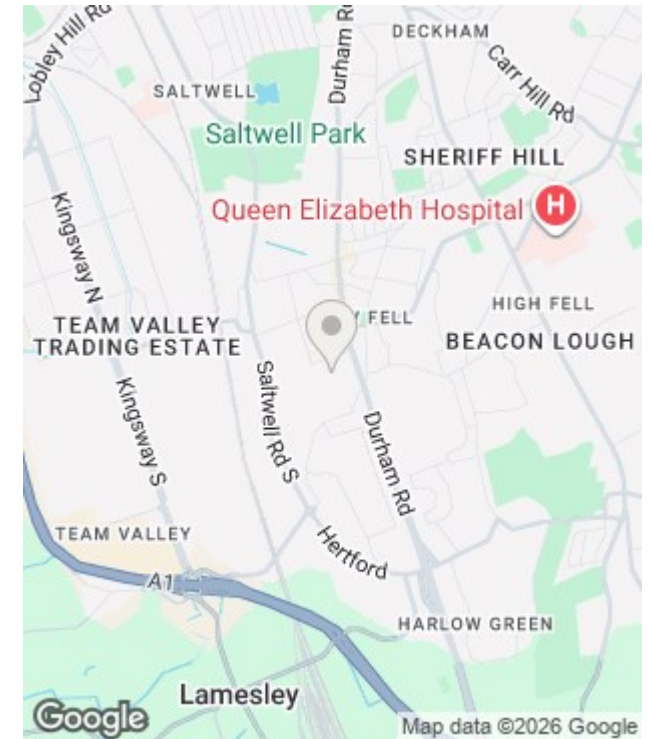 Lobley Hill Rd
Durham Rd
DECKHAM
Carr Hill Rd
SALTWELL
Saltwell Park
SHERIFF HILL
Queen Elizabeth Hospital
H
Kingsway N
HIGH FELL
FELL
TEAM VALLEY
TRADING ESTATE
BEACON LOUGH
Saltwell Rd S
Kingsway S
Durham Rd
TEAM VALLEY
Hertford
A1
HARLOW GREEN
Lamesley
Google
Map data ©2026 Google